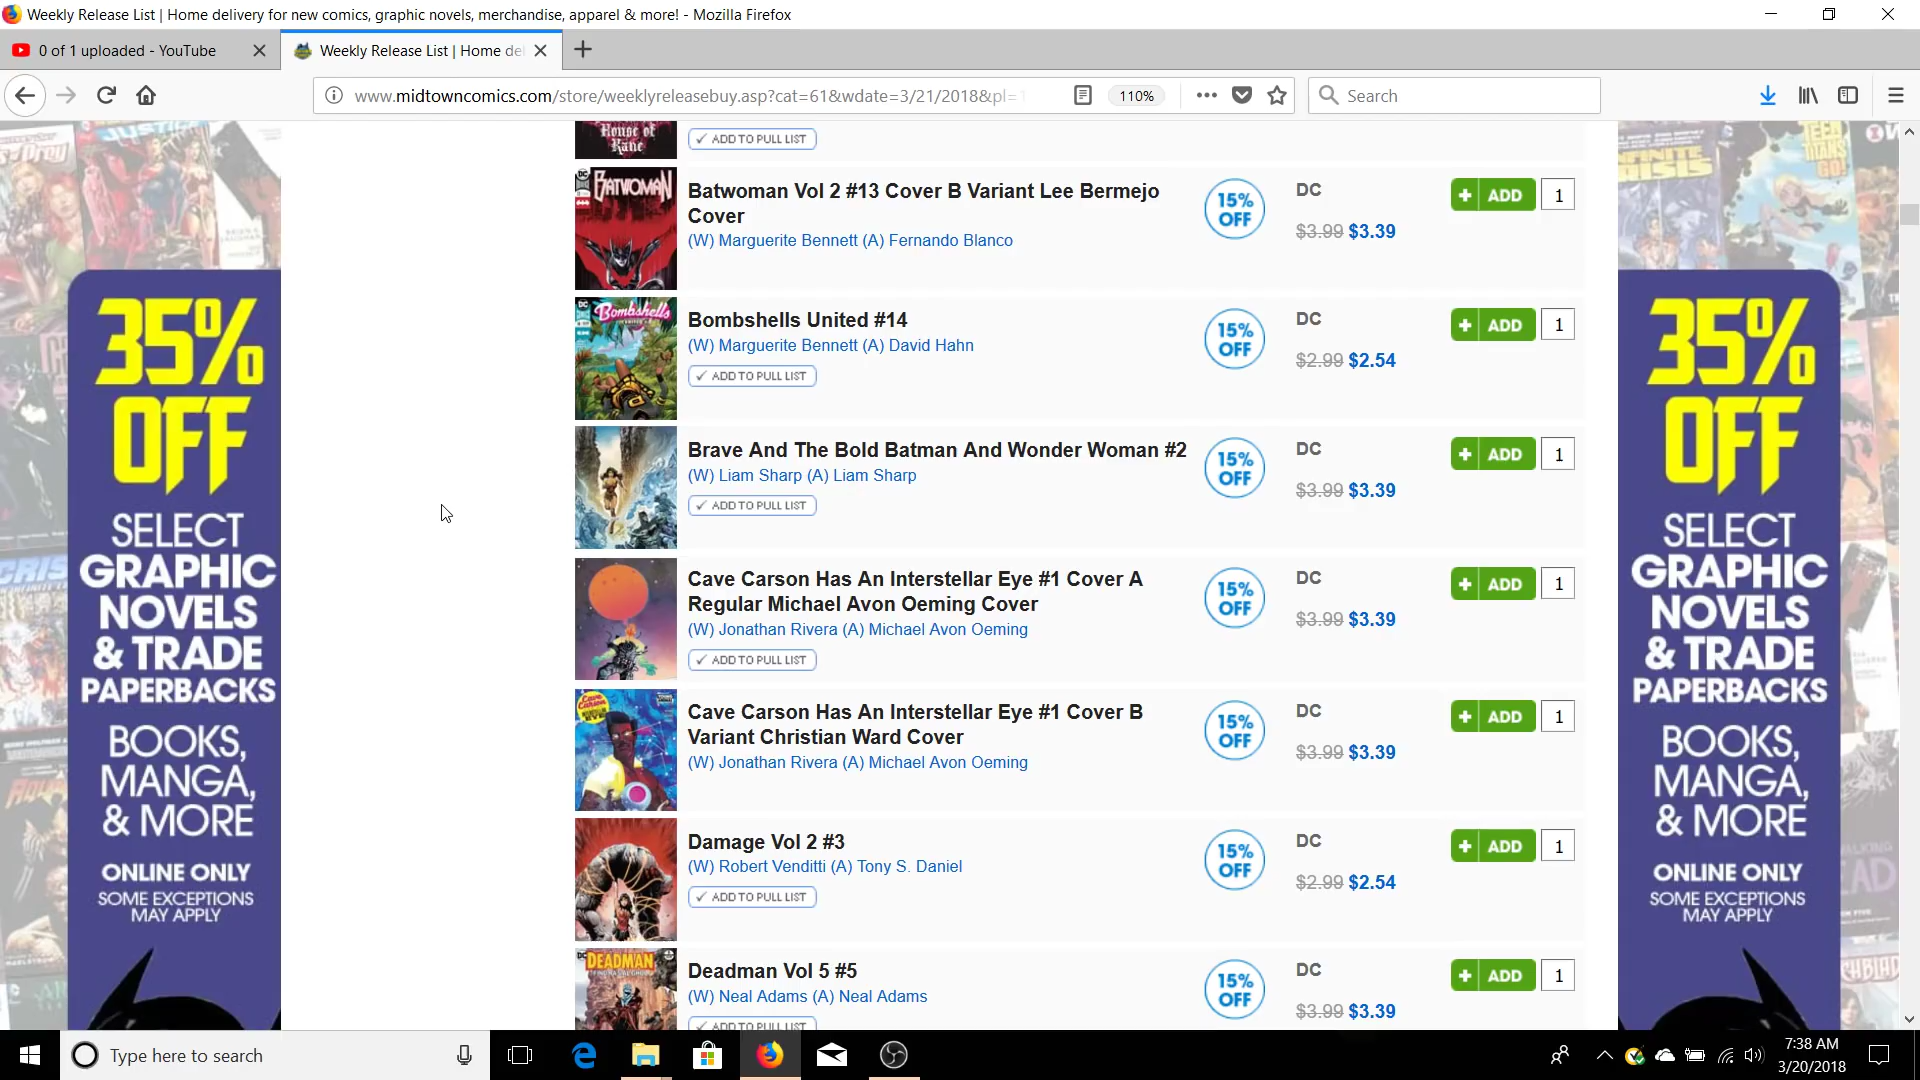 Weekly Release List | Home delivery for new comics, graphic novels, merchandise, apparel & more! - Mozilla Firefox
0 of 1 uploaded - YouTube
Weekly Release List | Home de
www.midtowncomics.com/store/weeklyreleasebuy.asp?cat=61&wdate=3/21/2018&pl=1
110%
Search
House of
Kane
ADD TO PULL LIST
BATWOMAN
Batwoman Vol 2 #13 Cover B Variant Lee Bermejo
Cover
(W) Marguerite Bennett (A) Fernando Blanco
15%
OFF
DC
$3.99 $3.39
ADD
1
Bombshells
Bombshells United #14
(W) Marguerite Bennett (A) David Hahn
ADD TO PULL LIST
15%
OFF
DC
$2.99 $2.54
ADD
1
Brave And The Bold Batman And Wonder Woman #2
(W) Liam Sharp (A) Liam Sharp
ADD TO PULL LIST
15%
OFF
DC
$3.99 $3.39
ADD
1
Cave Carson Has An Interstellar Eye #1 Cover A
Regular Michael Avon Oeming Cover
(W) Jonathan Rivera (A) Michael Avon Oeming
ADD TO PULL LIST
15%
OFF
DC
$3.99 $3.39
ADD
1
Cave Carson Has An Interstellar Eye #1 Cover B
Variant Christian Ward Cover
(W) Jonathan Rivera (A) Michael Avon Oeming
15%
OFF
DC
$3.99 $3.39
ADD
1
Damage Vol 2 #3
(W) Robert Venditti (A) Tony S. Daniel
ADD TO PULL LIST
15%
OFF
DC
$2.99 $2.54
ADD
1
DEADMAN
Deadman Vol 5 #5
(W) Neal Adams (A) Neal Adams
ADD TO PULL LIST
15%
OFF
DC
$3.99 $3.39
ADD
1
35%
OFF
SELECT
GRAPHIC
NOVELS
& TRADE
PAPERBACKS
BOOKS,
MANGA,
& MORE
ONLINE ONLY
SOME EXCEPTIONS
MAY APPLY
35%
OFF
SELECT
GRAPHIC
NOVELS
& TRADE
PAPERBACKS
BOOKS,
MANGA,
& MORE
ONLINE ONLY
SOME EXCEPTIONS
MAY APPLY
Type here to search
7:38 AM
3/20/2018